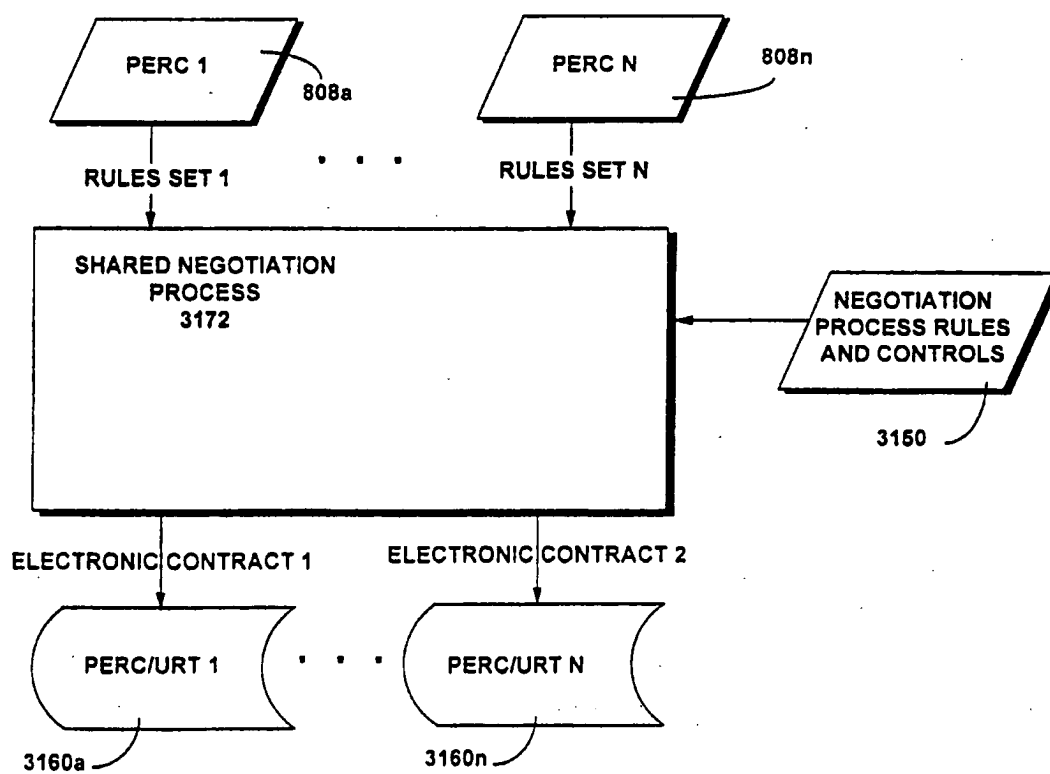 PERC 1
808a
PERC N
808n
RULES SET 1
RULES SET N
SHARED NEGOTIATION
PROCESS
3172
NEGOTIATION
PROCESS RULES
AND CONTROLS
3150
ELECTRONIC CONTRACT 1
ELECTRONIC CONTRACT 2
PERC/URT 1
PERC/URT N
3160a
3160n